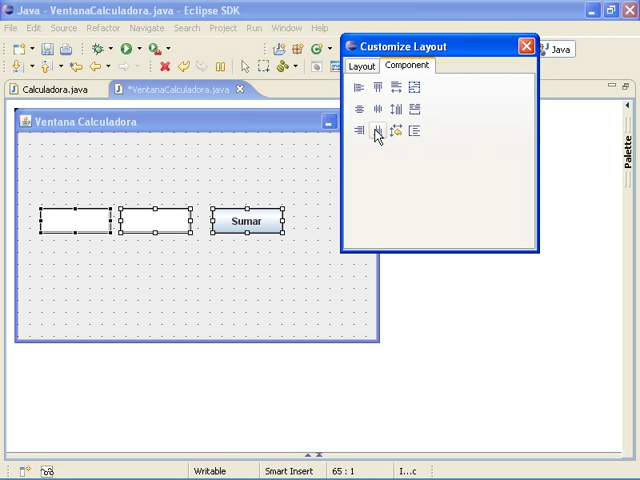 Java - VentanaCalculadora.java - Eclipse SDK
File Edit Source Refactor Navigate Search Project Run Window Help
Customize Layout
Java
Layout Component
Calculadora.java
*VentanaCalculadora.java
Ventana Calculadora
Palette
Sumar
Writable
Smart Insert
65 : 1
I...c